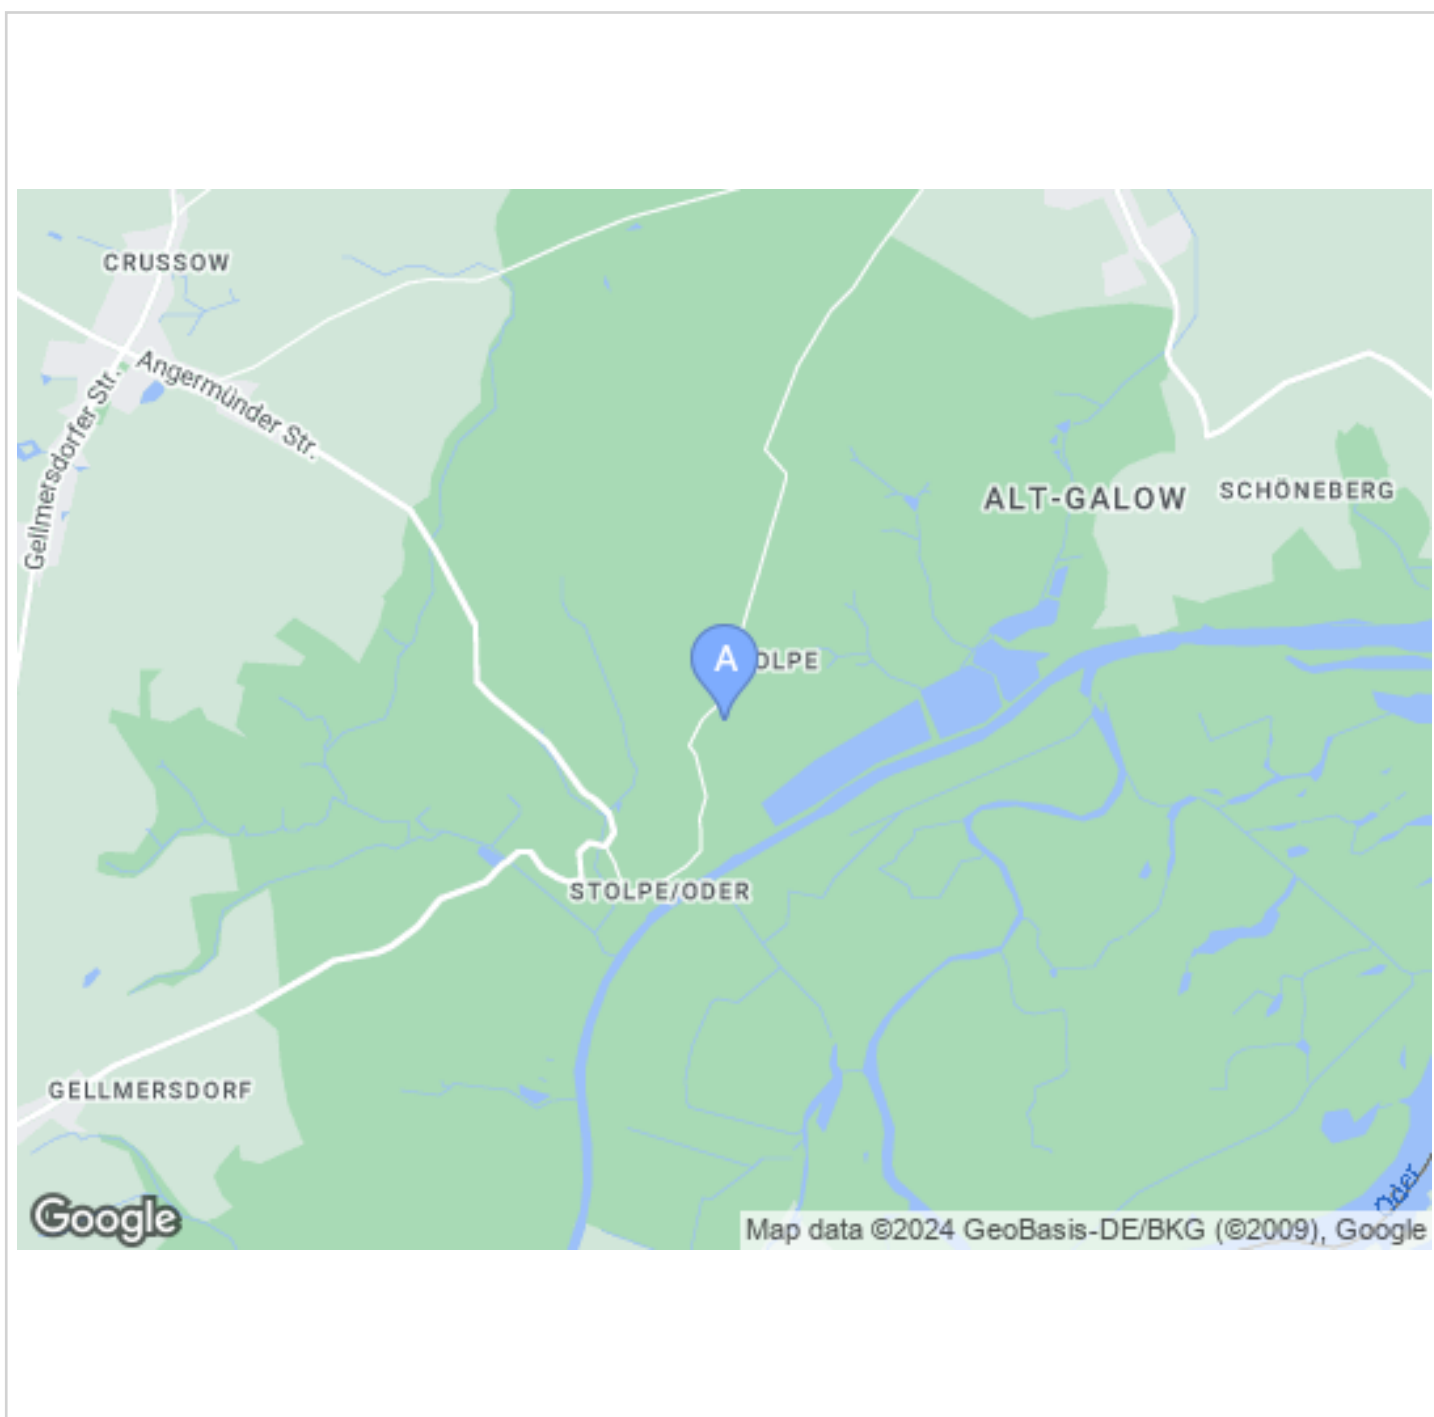 CRUSSOW
Angermünder Str.
Gellmersdorfer Str.
ALT-GALOW
SCHÖNEBERG
A
OLPE
STOLPE/ODER
GELLMERSDORF
Oder
Google
Map data ©2024 GeoBasis-DE/BKG (©2009), Google